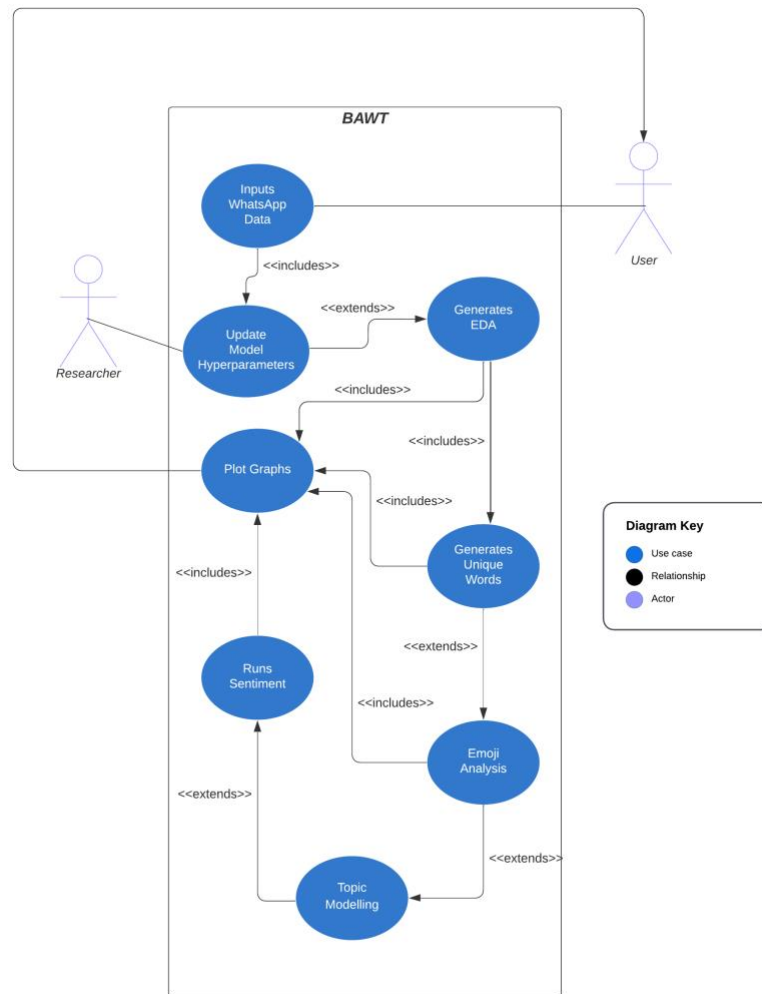 BAWT
Inputs
WhatsApp
Data
User
<<includes>>
Researcher
Update
Model
Hyperparameters
<<extends>>
Generates
EDA
<<includes>>
<<includes>>
Plot Graphs
<<includes>>
Generates
Unique
Words
<<includes>>
<<extends>>
Runs
Sentiment
<<includes>>
Emoji
Analysis
<<extends>>
<<extends>>
Topic
Modelling
Diagram Key
Use case
Relationship
Actor